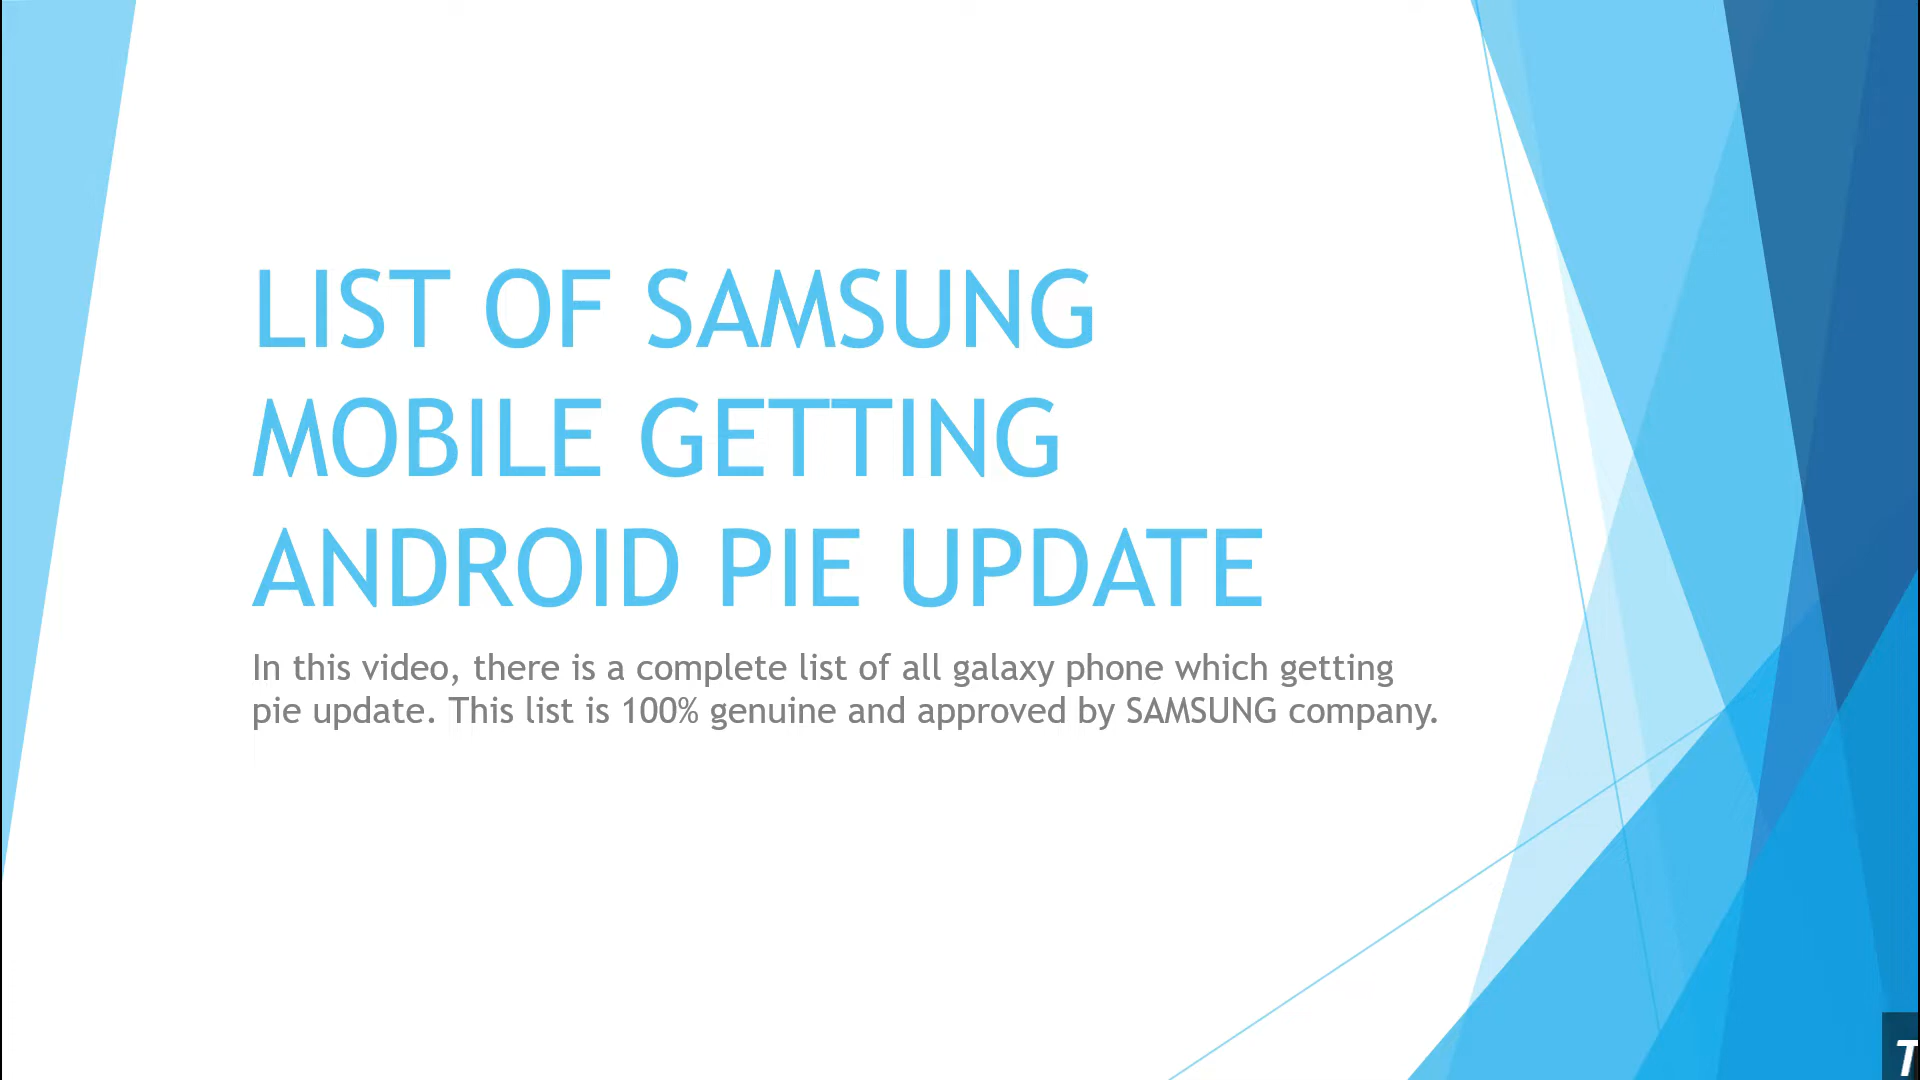 LIST OF SAMSUNG
MOBILE GETTING
ANDROID PIE UPDATE
In this video, there is a complete list of all galaxy phone which getting
pie update. This list is 100% genuine and approved by SAMSUNG company.
T